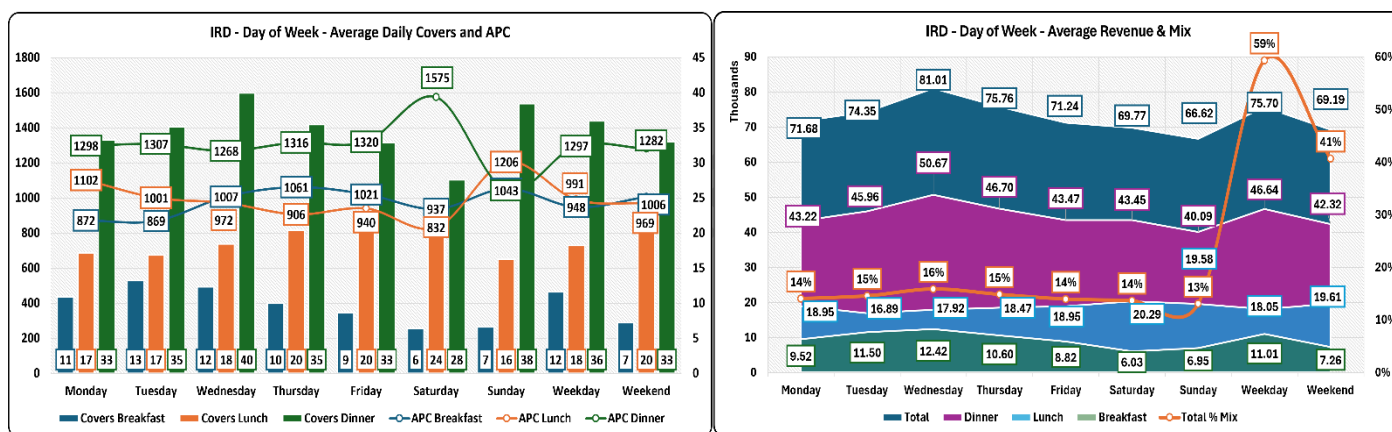 IRD - Day of Week - Average Daily Covers and APC
1800
1600
1400
1200
1000
800
600
400
200
0
45
40
35
30
25
20
15
10
5
0
1298 1307 1268 1316 1320 1575 1043 1297 1282
1102 1001 972 906 940 832 1206 991 969
872 869 1007 1061 1021 937 948 1006
11 17 33 13 17 35 12 18 40 10 20 35 9 20 33 6 24 28 7 16 38 12 18 36 7 20 33
Monday Tuesday Wednesday Thursday Friday Saturday Sunday Weekday Weekend
Covers Breakfast Covers Lunch Covers Dinner APC Breakfast APC Lunch APC Dinner
IRD - Day of Week - Average Revenue & Mix
Thousands
90
80
70
60
50
40
30
20
10
0
60%
50%
40%
30%
20%
10%
0%
71.68 74.35 81.01 75.76 71.24 69.77 66.62 75.70 69.19
43.22 45.96 50.67 46.70 43.47 43.45 40.09 46.64 42.32
14% 15% 16% 15% 14% 14% 13% 59% 41%
18.95 16.89 17.92 18.47 18.95 20.29 19.58 18.05 19.61
9.52 11.50 12.42 10.60 8.82 6.03 6.95 11.01 7.26
Monday Tuesday Wednesday Thursday Friday Saturday Sunday Weekday Weekend
Total Dinner Lunch Breakfast Total % Mix